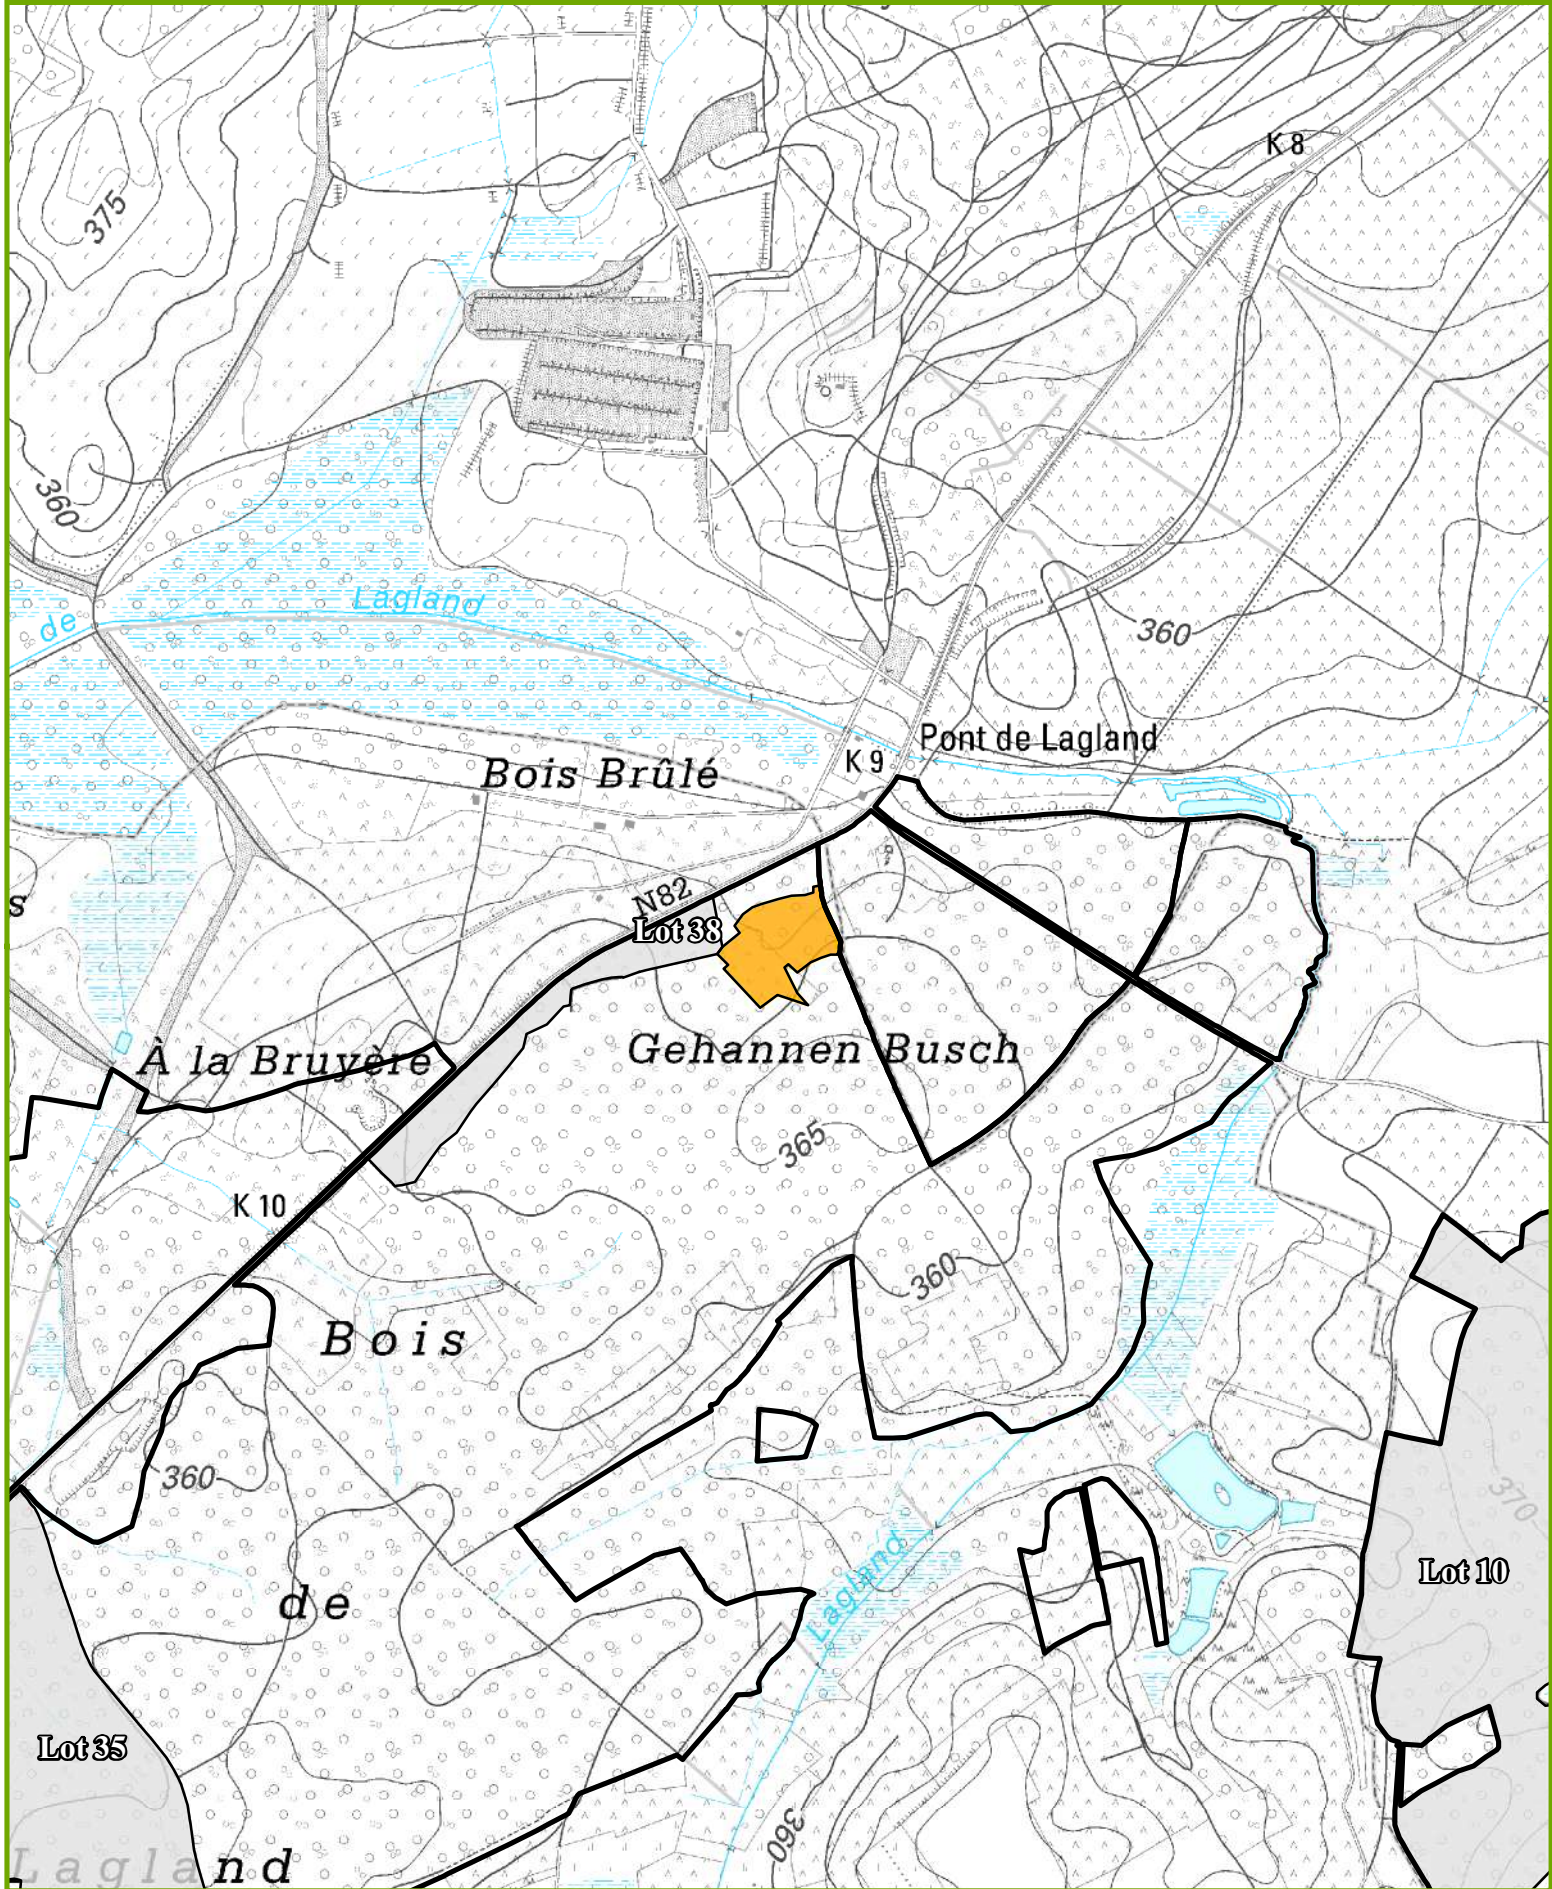 K 8
375
360
Lagland
de
360
Pont de Lagland
K 9
Bois Brûlé
N82
s
Lot 38
À la Bruyère
Gehannen Busch
365
K 10
360
Bois
360
370
Lagland
Lot 10
de
Lot 35
360
Lagland